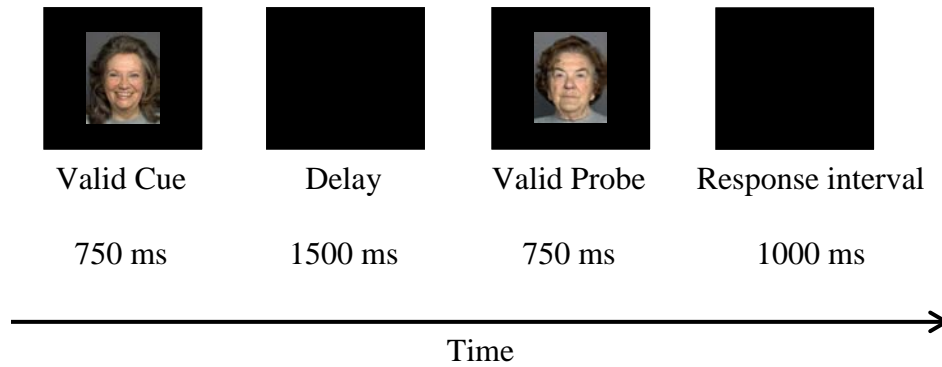 Valid Cue Delay Valid Probe Response interval
750 ms 1500 ms 750 ms 1000 ms
Time